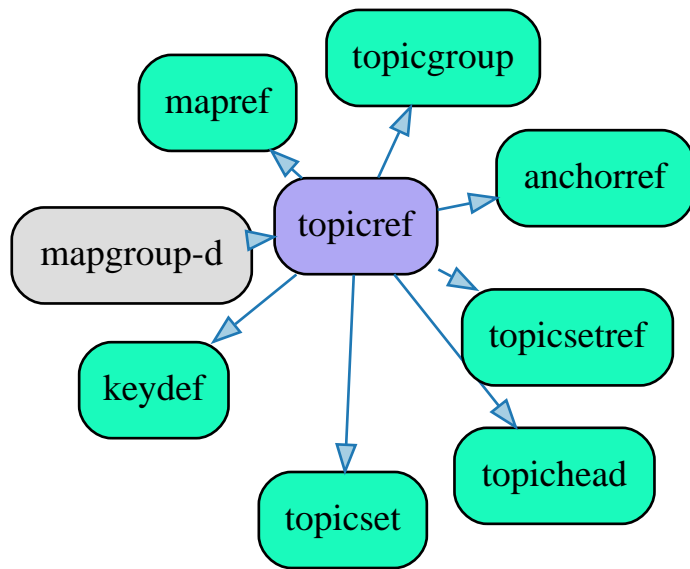 topicgroup
mapref
anchorref
topicref
mapgroup-d
topicsetref
keydef
topichead
topicset